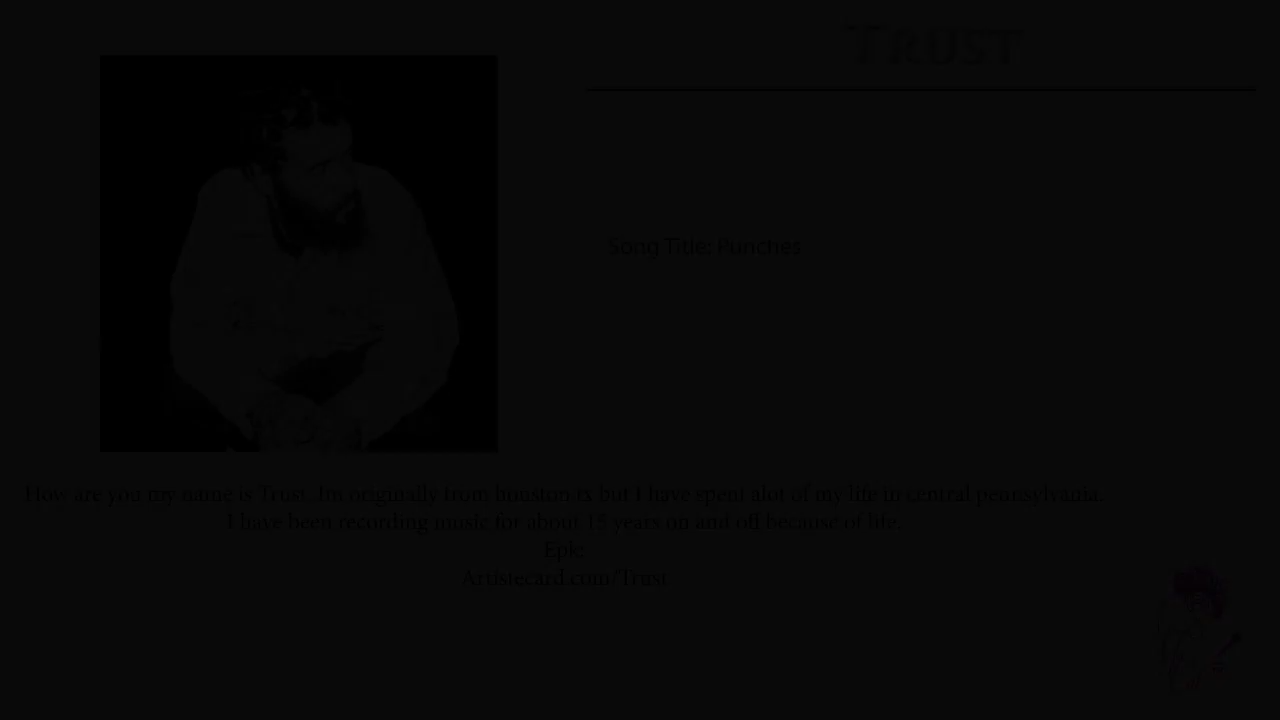 TRUST
Song Title: Punches
How are you my name is Trust. Im originally from houston tx but I have spent alot of my life in central pennsylvania.
I have been recording music for about 15 years on and off because of life.
Epk:
Artistecard.com/Trust